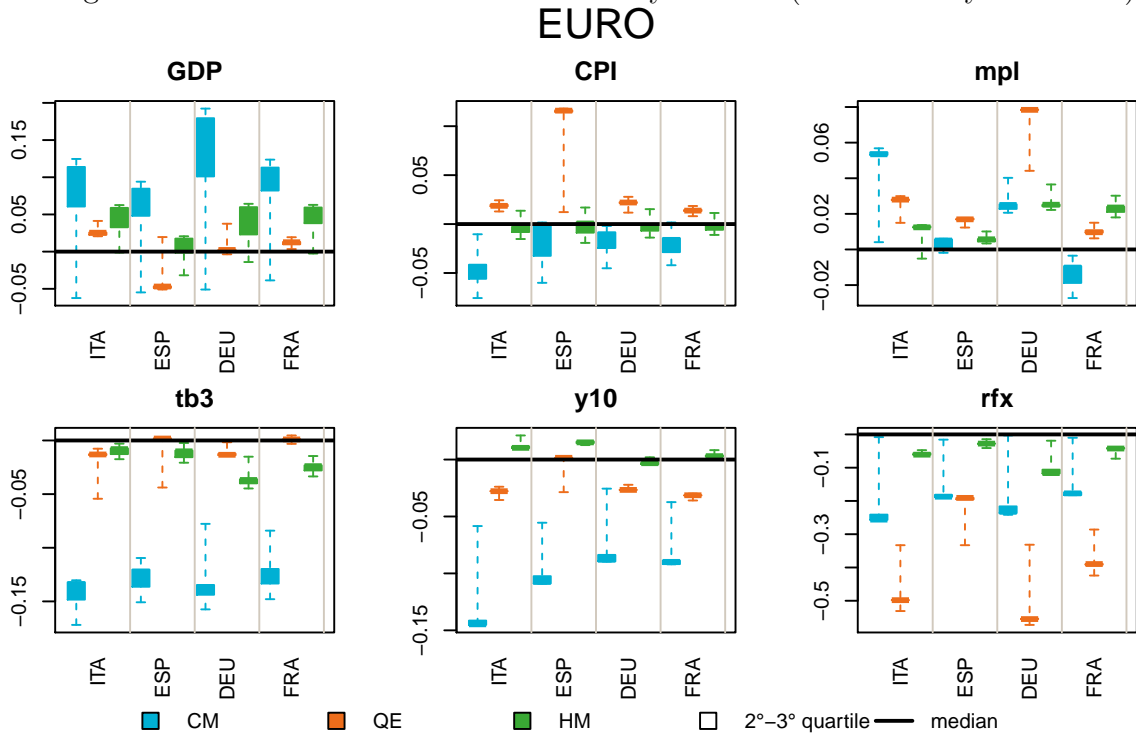 EURO
GDP CPI mpl
−0.05 0.05 0.15
−0.05 0.05
−0.02 0.02 0.06
ITA ESP DEU FRA ITA ESP DEU FRA ITA ESP DEU FRA
tb3 y10 rfx
−0.15 −0.05
−0.15 −0.05
−0.5 −0.3 −0.1
ITA ESP DEU FRA ITA ESP DEU FRA ITA ESP DEU FRA
CM QE HM 2°−3° quartile median